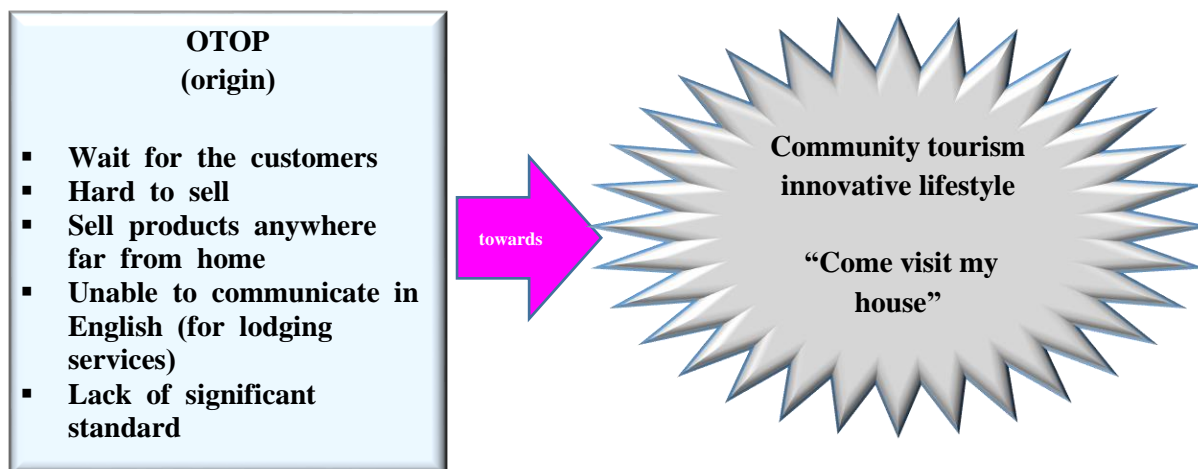 OTOP
(origin)
▪ Wait for the customers
▪ Hard to sell
▪ Sell products anywhere
far from home
▪ Unable to communicate in
English (for lodging
services)
▪ Lack of significant
standard
towards
Community tourism
innovative lifestyle
“Come visit my
house”